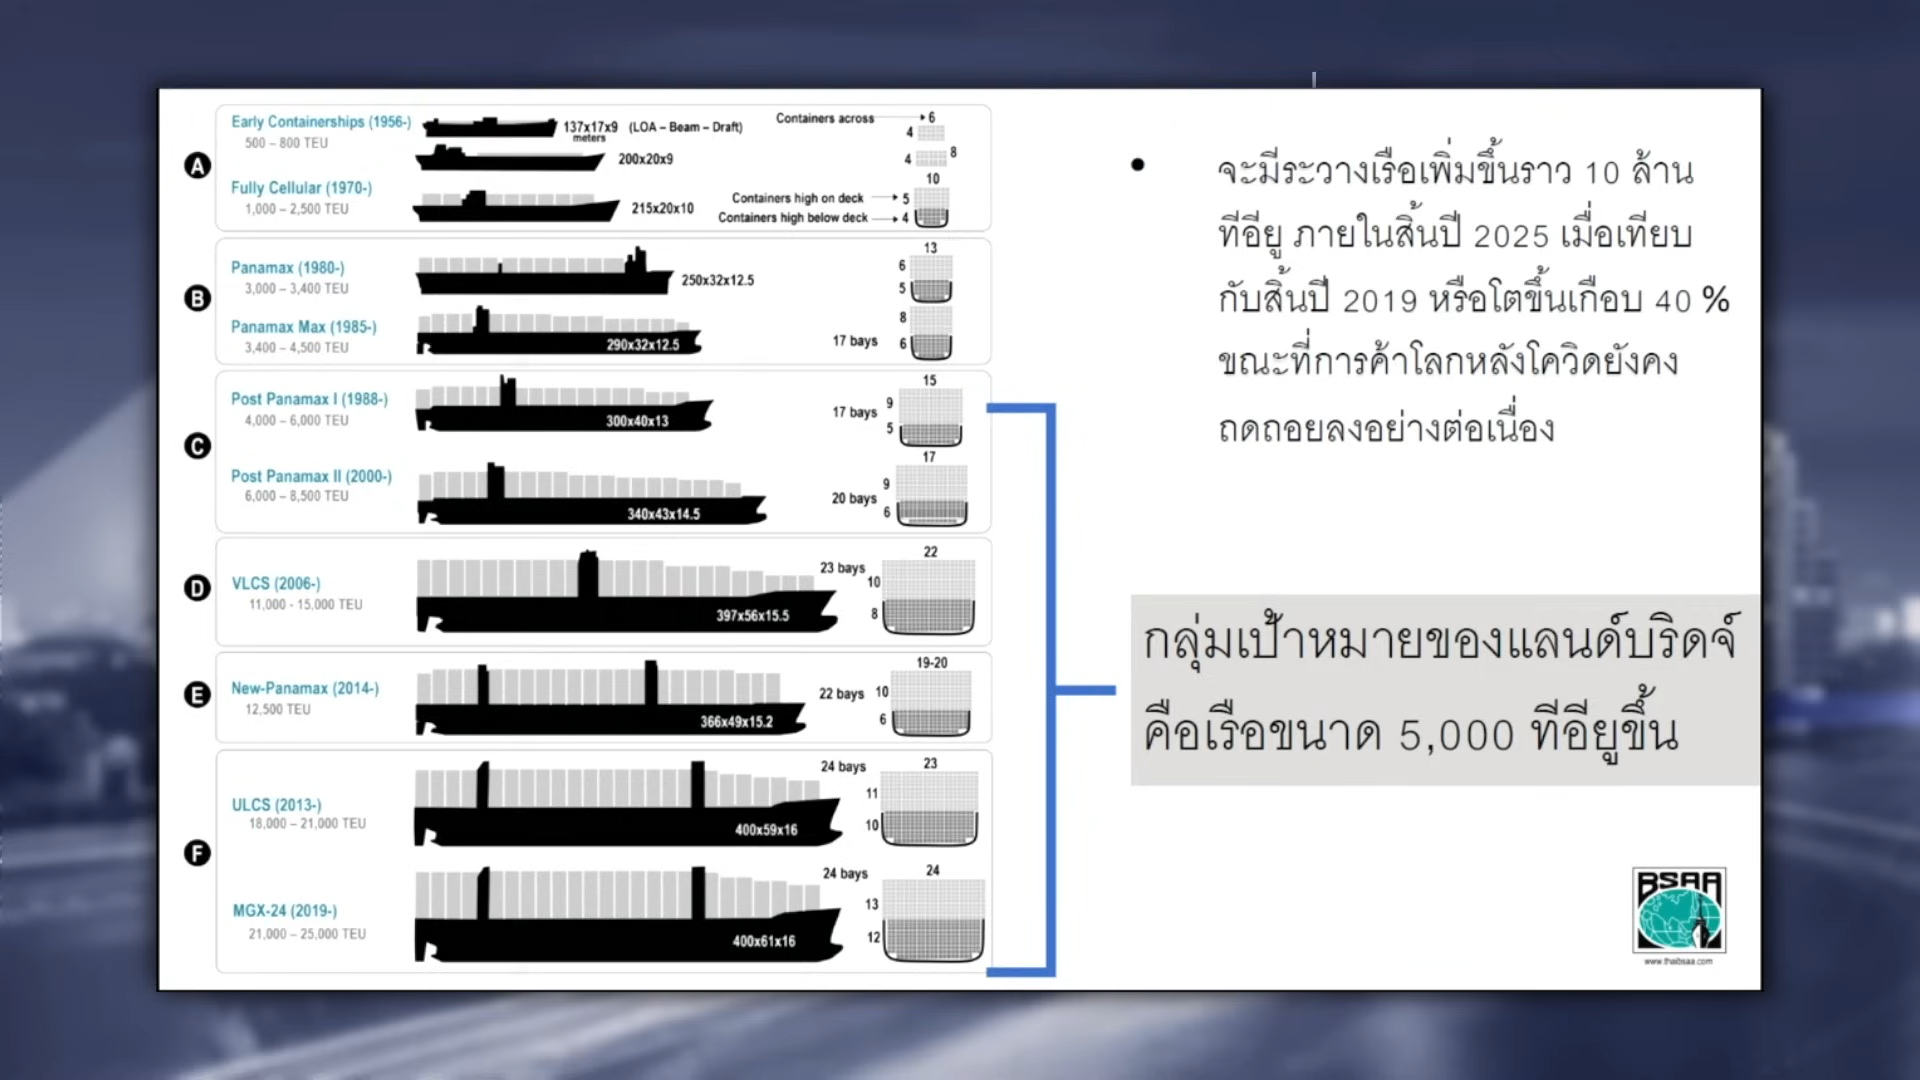 A
Early Containerships (1956-)
500 – 800 TEU
137x17x9 (LOA – Beam – Draft)
meters
Containers across 6
4
200x20x9
4 8
Fully Cellular (1970-)
1,000 – 2,500 TEU
215x20x10
10
Containers high on deck 5
Containers high below deck 4
B
Panamax (1980-)
3,000 – 3,400 TEU
250x32x12.5
13
6
5
Panamax Max (1985-)
3,400 – 4,500 TEU
290x32x12.5
17 bays
8
6
C
Post Panamax I (1988-)
4,000 – 6,000 TEU
300x40x13
17 bays
15
9
5
Post Panamax II (2000-)
6,000 – 8,500 TEU
340x43x14.5
20 bays
17
9
6
D
VLCS (2006-)
11,000 - 15,000 TEU
397x56x15.5
23 bays
22
10
8
E
New-Panamax (2014-)
12,500 TEU
366x49x15.2
22 bays
19-20
10
6
F
ULCS (2013-)
18,000 – 21,000 TEU
400x59x16
24 bays
23
11
10
MGX-24 (2019-)
21,000 – 25,000 TEU
400x61x16
24 bays
24
13
12
• จะมีระวางเรือเพิ่มขึ้นราว 10 ล้าน
ทีอียู ภายในสิ้นปี 2025 เมื่อเทียบ
กับสิ้นปี 2019 หรือโตขึ้นเกือบ 40 %
ขณะที่การค้าโลกหลังโควิดยังคง
ถดถอยลงอย่างต่อเนื่อง
กลุ่มเป้าหมายของแลนด์บริดจ์
คือเรือขนาด 5,000 ทีอียูขึ้น
BSAA
www.thaibsaa.com